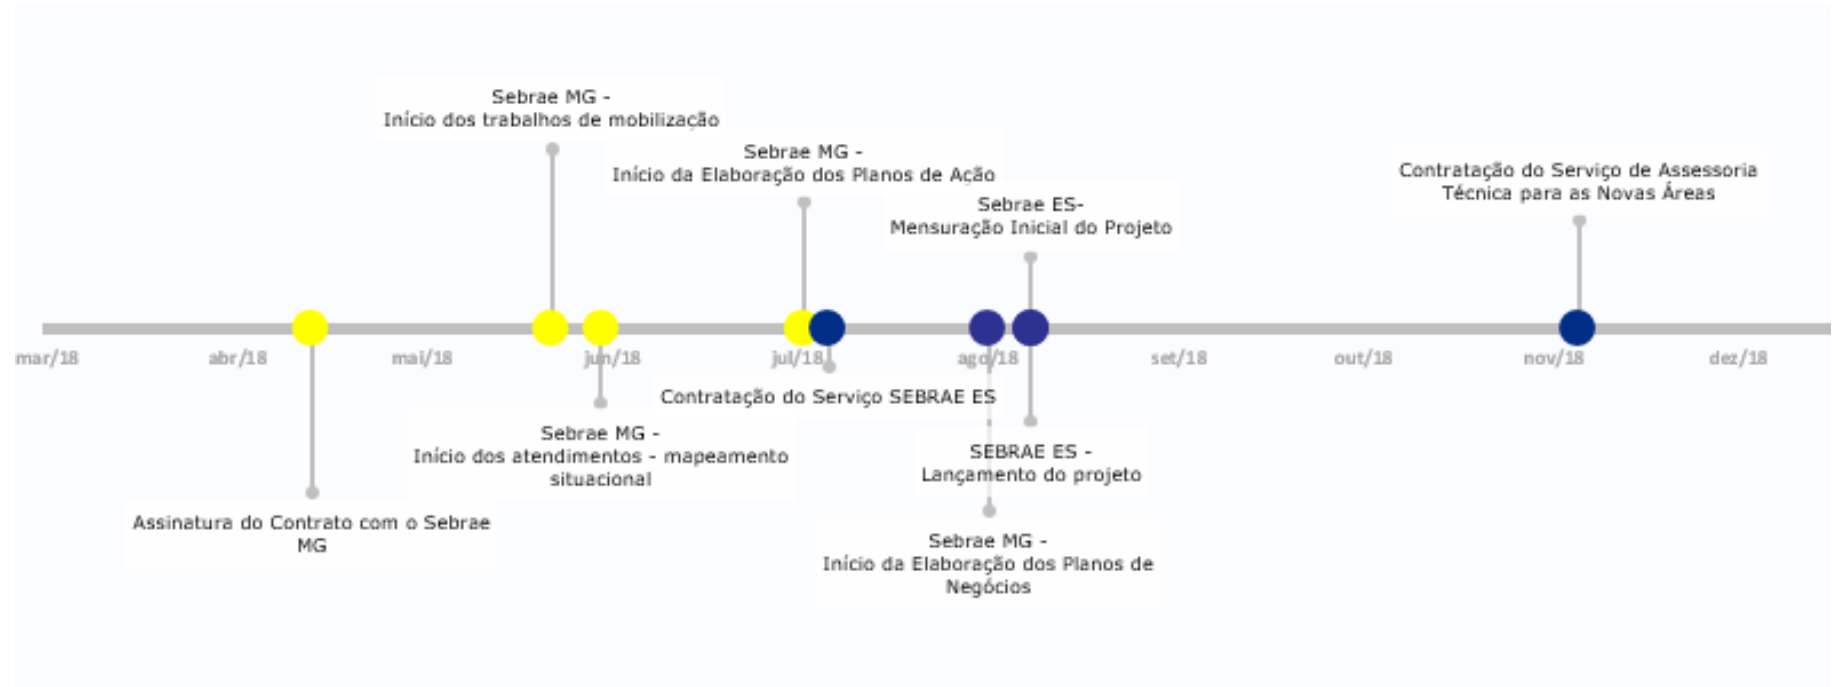 Sebrae MG -
Início dos trabalhos de mobilização
Sebrae MG -
Início da Elaboração dos Planos de Ação
Sebrae ES-
Mensuração Inicial do Projeto
Contratação do Serviço de Assessoria
Técnica para as Novas Áreas
mar/18
abr/18
mai/18
jun/18
jul/18
ago/18
set/18
out/18
nov/18
dez/18
Contratação do Serviço SEBRAE ES
Sebrae MG -
Início dos atendimentos - mapeamento
situacional
SEBRAE ES -
Lançamento do projeto
Assinatura do Contrato com o Sebrae
MG
Sebrae MG -
Início da Elaboração dos Planos de
Negócios